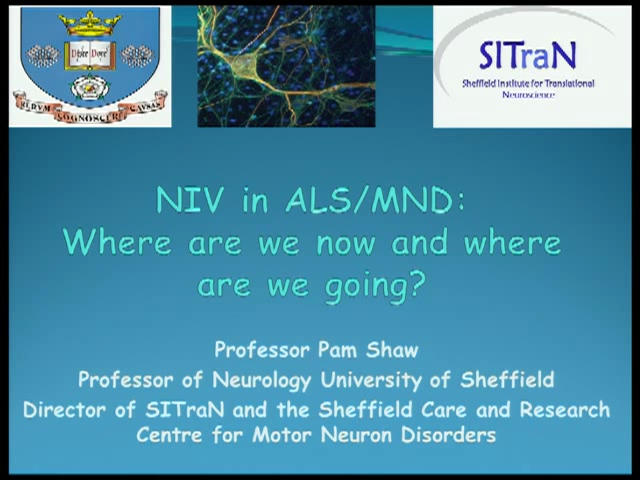 Disce Doce
RERVM COGNOSCERE CAVSAS
SITraN
Sheffield Institute for Translational
Neuroscience
NIV in ALS/MND:
Where are we now and where
are we going?
Professor Pam Shaw
Professor of Neurology University of Sheffield
Director of SITraN and the Sheffield Care and Research
Centre for Motor Neuron Disorders